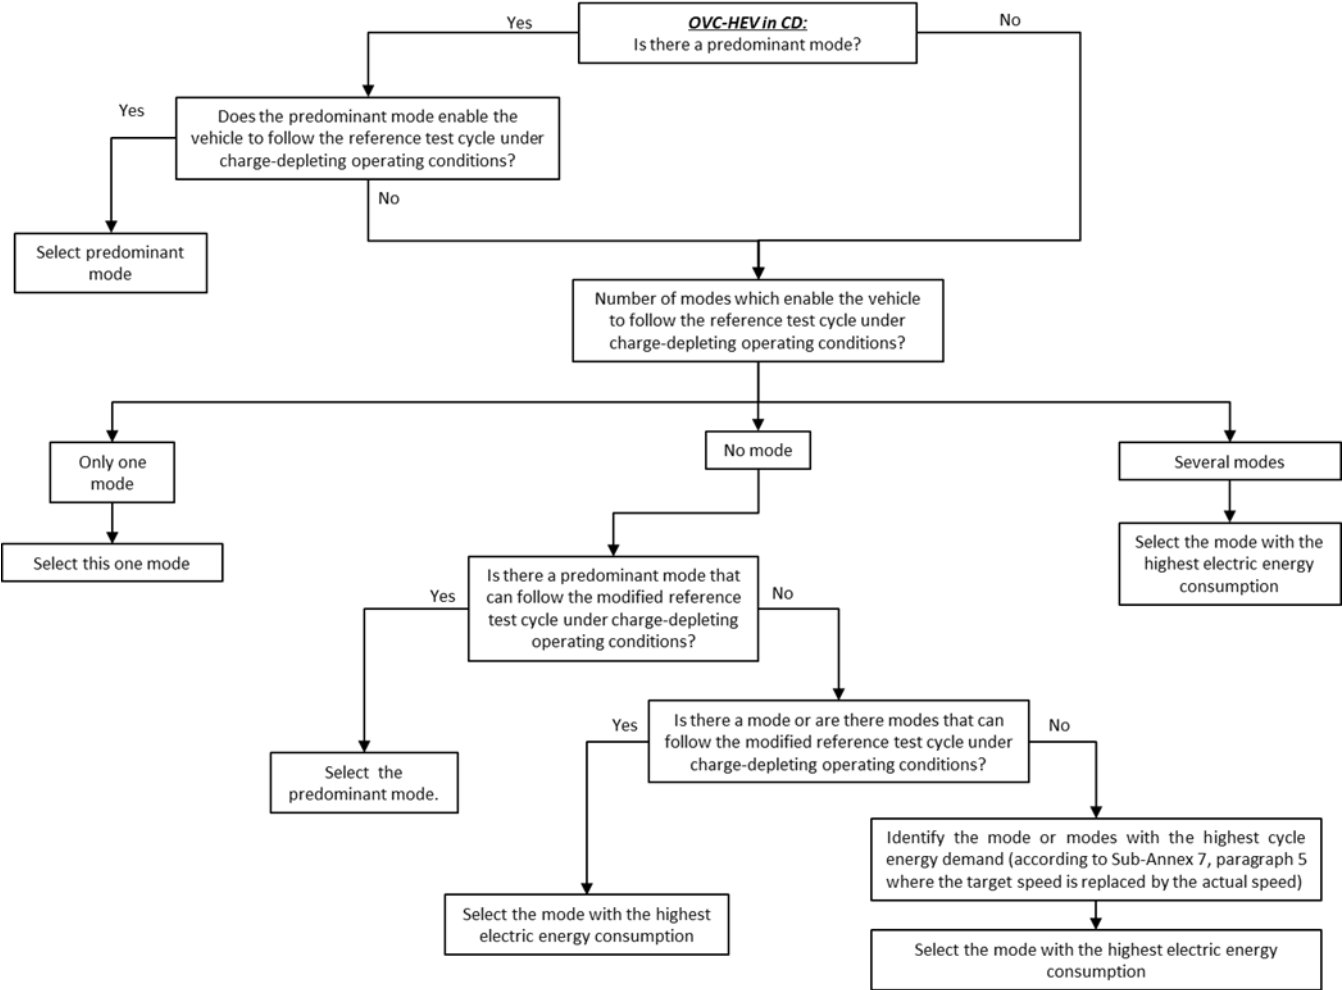 OVC-HEV in CD:
Is there a predominant mode?
Yes
No
Yes
Does the predominant mode enable the
vehicle to follow the reference test cycle under
charge-depleting operating conditions?
No
Select predominant
mode
Number of modes which enable the vehicle
to follow the reference test cycle under
charge-depleting operating conditions?
Only one
mode
No mode
Several modes
Select this one mode
Select the mode with the
highest electric energy
consumption
Is there a predominant mode that
can follow the modified reference
test cycle under charge-depleting
operating conditions?
Yes
No
Select the
predominant mode.
Is there a mode or are there modes that can
follow the modified reference test cycle under
charge-depleting operating conditions?
Yes
No
Select the mode with the highest
electric energy consumption
Identify the mode or modes with the highest cycle
energy demand (according to Sub-Annex 7, paragraph 5
where the target speed is replaced by the actual speed)
Select the mode with the highest electric energy
consumption